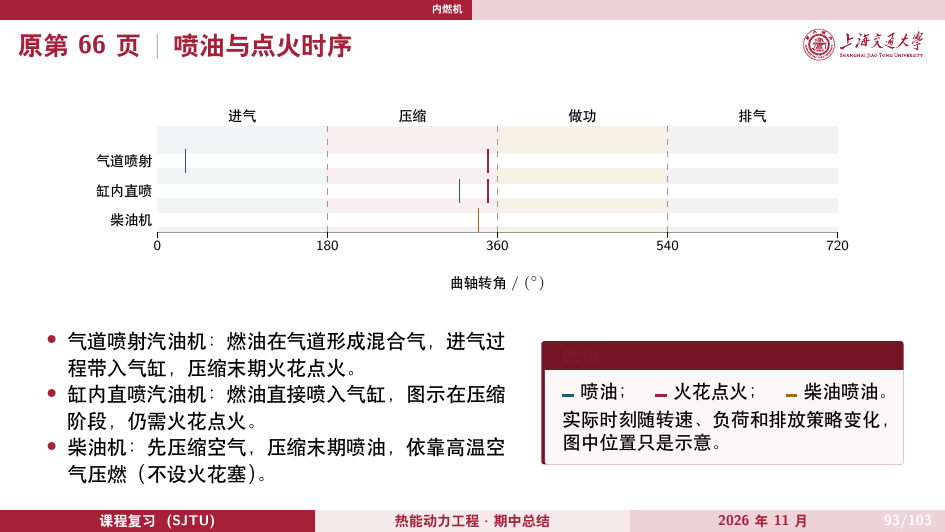 内燃机
原第 66 页 | 喷油与点火时序
上海交通大学
SHANGHAI JIAO TONG UNIVERSITY
进气 压缩 做功 排气
气道喷射
缸内直喷
柴油机
0 180 360 540 720
曲轴转角 / (°)
• 气道喷射汽油机：燃油在气道形成混合气，进气过
程带入气缸，压缩末期火花点火。
• 缸内直喷汽油机：燃油直接喷入气缸，图示在压缩
阶段，仍需火花点火。
• 柴油机：先压缩空气，压缩末期喷油，依靠高温空
气压燃（不设火花塞）。
喷油； 火花点火； 柴油喷油。
实际时刻随转速、负荷和排放策略变化，
图中位置只是示意。
课程复习 (SJTU) 热能动力工程 · 期中总结 2026 年 11 月 93/103